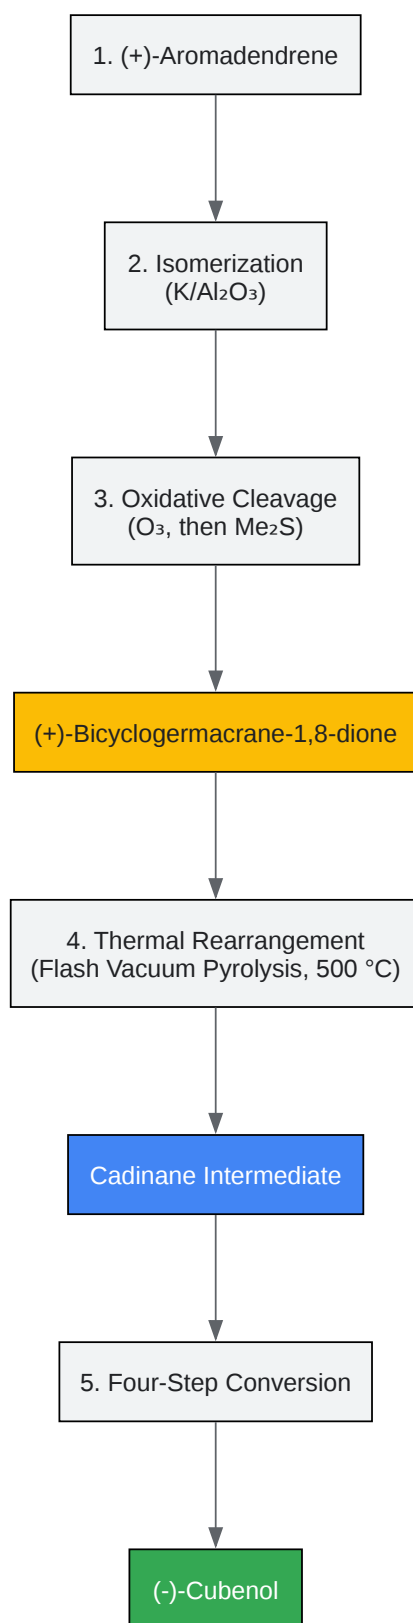 1. (+)-Aromadendrene
2. Isomerization
(K/Al₂O₃)
3. Oxidative Cleavage
(O₃, then Me₂S)
(+)-Bicyclogermacrane-1,8-dione
4. Thermal Rearrangement
(Flash Vacuum Pyrolysis, 500 °C)
Cadinane Intermediate
5. Four-Step Conversion
(-)-Cubenol